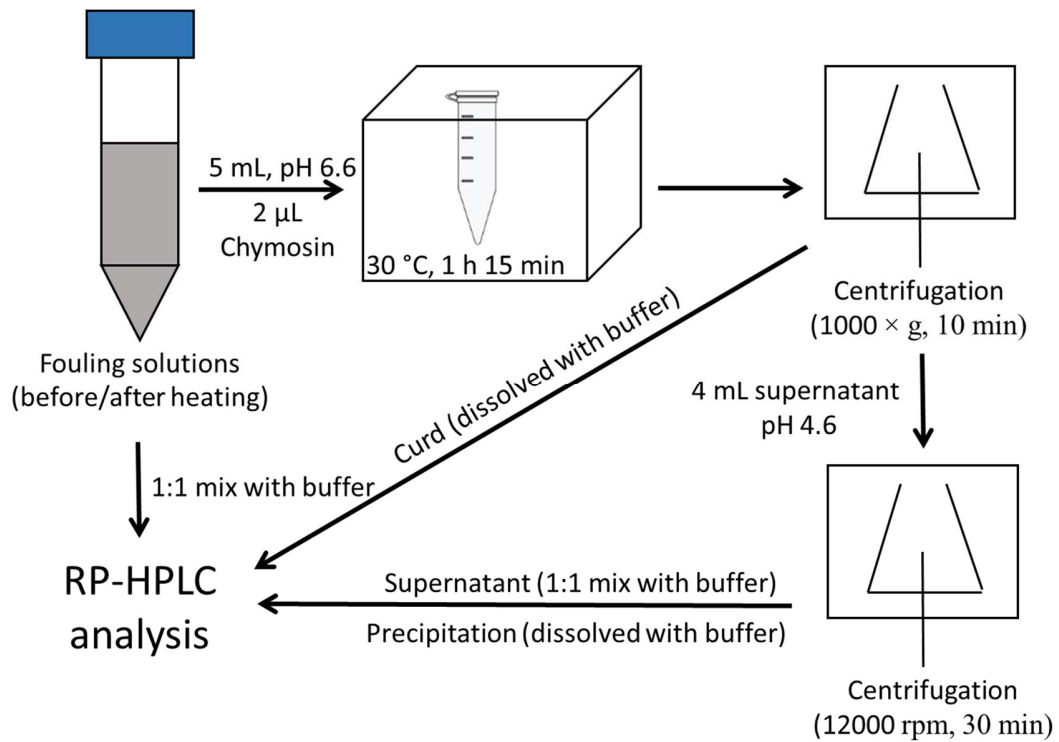 5 mL, pH 6.6
2 µL
Chymosin
30 °C, 1 h 15 min
Centrifugation
(1000 × g, 10 min)
Fouling solutions
(before/after heating)
Curd (dissolved with buffer)
4 mL supernatant
pH 4.6
1:1 mix with buffer
RP-HPLC
analysis
Supernatant (1:1 mix with buffer)
Precipitation (dissolved with buffer)
Centrifugation
(12000 rpm, 30 min)